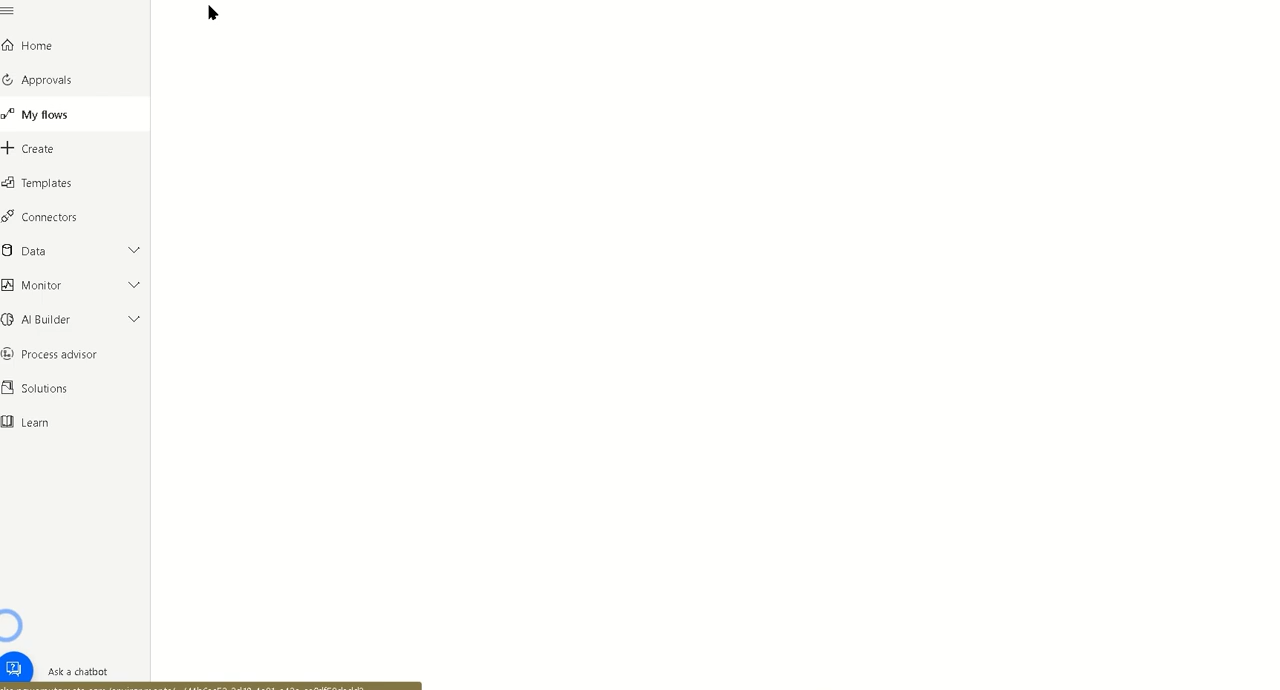 Home
Approvals
My flows
Create
Templates
Connectors
Data
Monitor
AI Builder
Process advisor
Solutions
Learn
Ask a chatbot